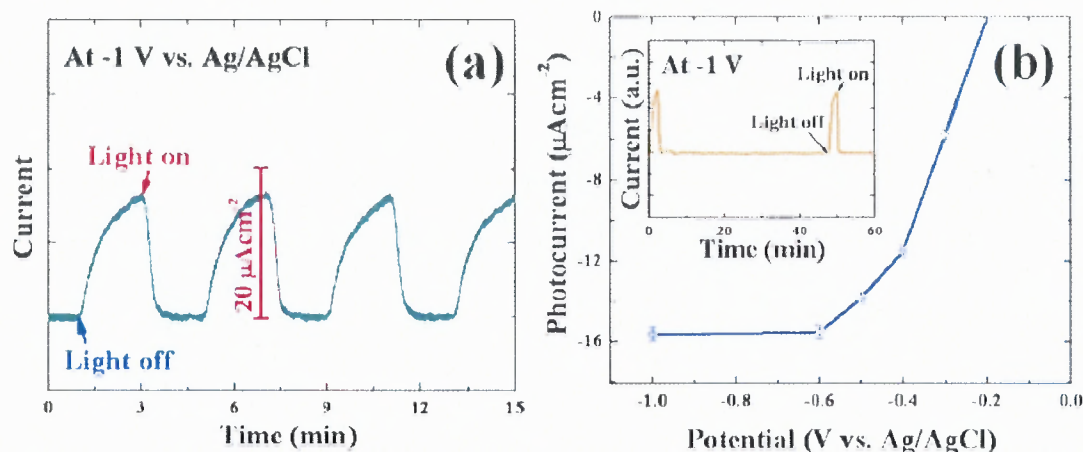 At -1 V vs. Ag/AgCl
(a)
Light on
20 μAcm-2
Light off
Current
0 3 6 9 12 15
Time (min)
(b)
At -1 V
Light on
Light off
Current (a.u.)
0 20 40 60
Time (min)
Photocurrent (μAcm-2)
0
-4
-8
-12
-16
-1.0 -0.8 -0.6 -0.4 -0.2 0.0
Potential (V vs. Ag/AgCl)